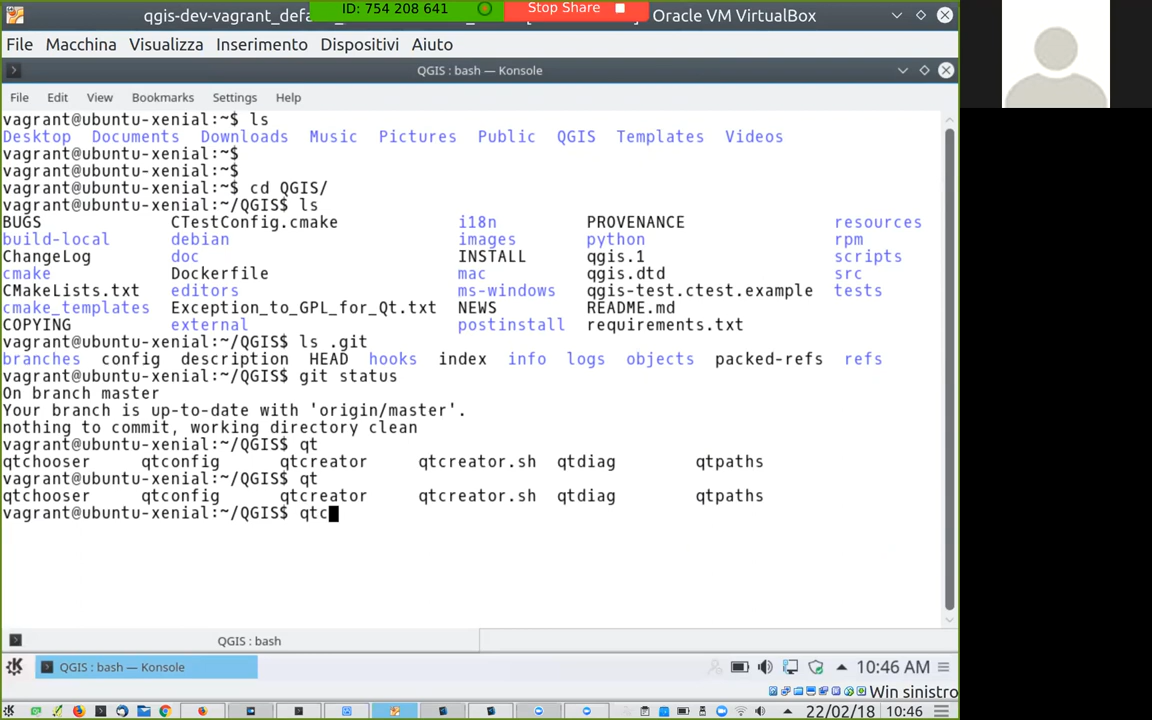 ID: 754 208 641 Stop Share
qgis-dev-vagrant_defa Oracle VM VirtualBox
File Macchina Visualizza Inserimento Dispositivi Aiuto
QGIS : bash — Konsole
File Edit View Bookmarks Settings Help
vagrant@ubuntu-xenial:~$ ls
Desktop Documents Downloads Music Pictures Public QGIS Templates Videos
vagrant@ubuntu-xenial:~$
vagrant@ubuntu-xenial:~$
vagrant@ubuntu-xenial:~$ cd QGIS/
vagrant@ubuntu-xenial:~/QGIS$ ls
BUGS CTestConfig.cmake i18n PROVENANCE resources
build-local debian images python rpm
ChangeLog doc INSTALL qgis.1 scripts
cmake Dockerfile mac qgis.dtd src
CMakeLists.txt editors ms-windows qgis-test.ctest.example tests
cmake_templates Exception_to_GPL_for_Qt.txt NEWS README.md
COPYING external postinstall requirements.txt
vagrant@ubuntu-xenial:~/QGIS$ ls .git
branches config description HEAD hooks index info logs objects packed-refs refs
vagrant@ubuntu-xenial:~/QGIS$ git status
On branch master
Your branch is up-to-date with 'origin/master'.
nothing to commit, working directory clean
vagrant@ubuntu-xenial:~/QGIS$ qt
qtchooser qtconfig qtcreator qtcreator.sh qtdiag qtpaths
vagrant@ubuntu-xenial:~/QGIS$ qt
qtchooser qtconfig qtcreator qtcreator.sh qtdiag qtpaths
vagrant@ubuntu-xenial:~/QGIS$ qtc
QGIS : bash
QGIS : bash — Konsole 10:46 AM
Win sinistro
22/02/18 10:46